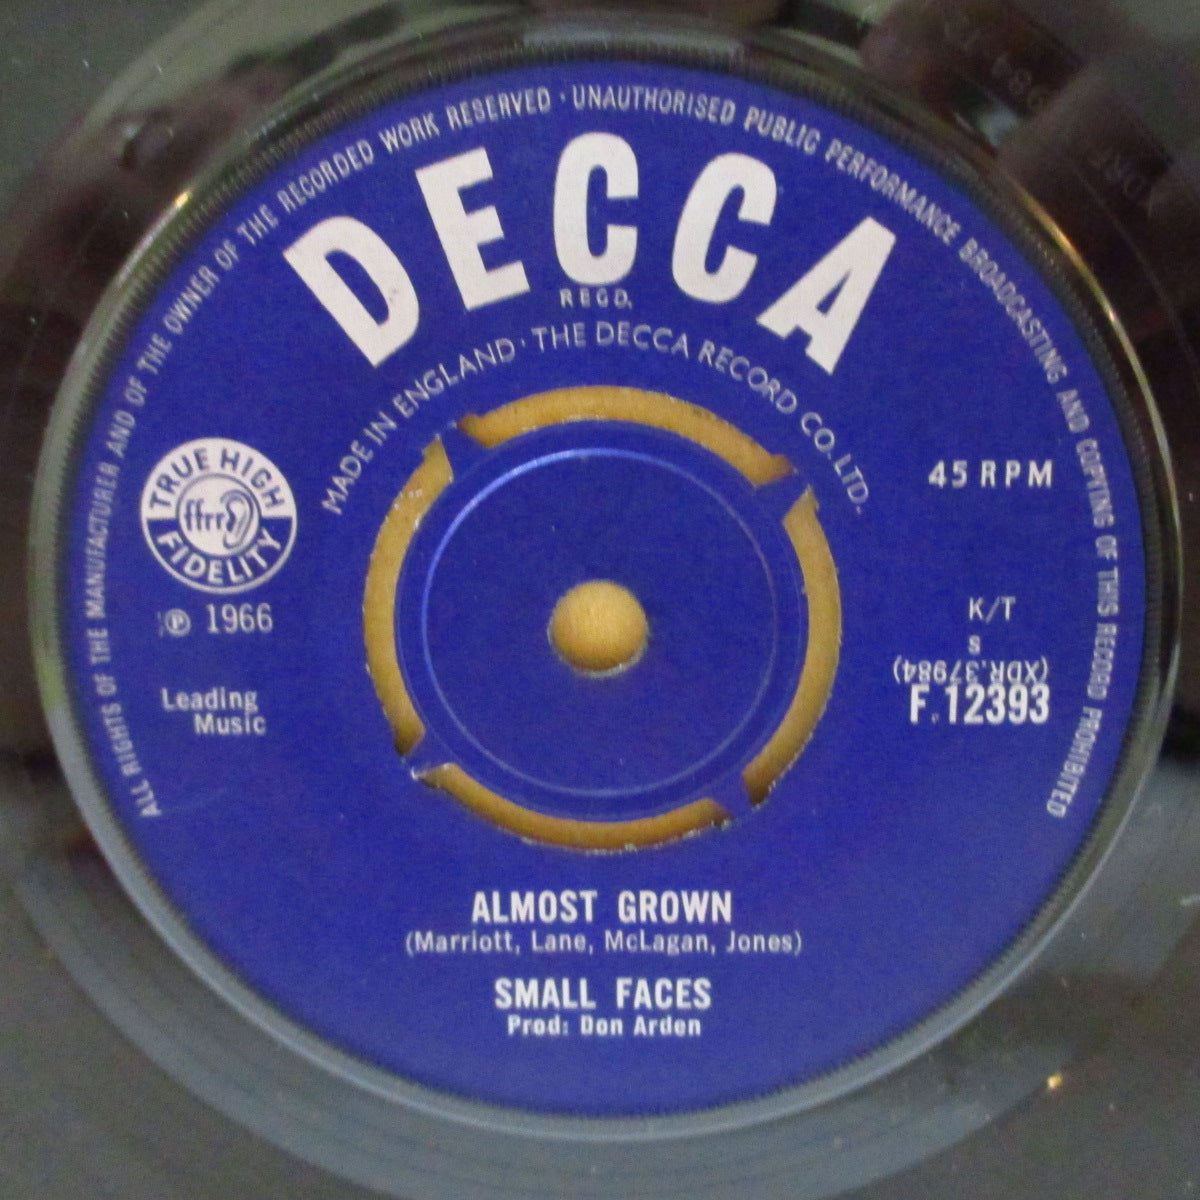 ALL RIGHTS OF THE MANUFACTURER AND OF THE OWNER OF THE RECORDED WORK RESERVED · UNAUTHORISED PUBLIC PERFORMANCE BROADCASTING AND COPYING OF THIS RECORD PROHIBITED
DECCA
REGD.
MADE IN ENGLAND · THE DECCA RECORD CO. LTD.
TRUE HIGH
ffrr
FIDELITY
℗ 1966
Leading
Music
45 RPM
K/T
S
(XDR.37984)
F.12393
ALMOST GROWN
(Marriott, Lane, McLagan, Jones)
SMALL FACES
Prod: Don Arden